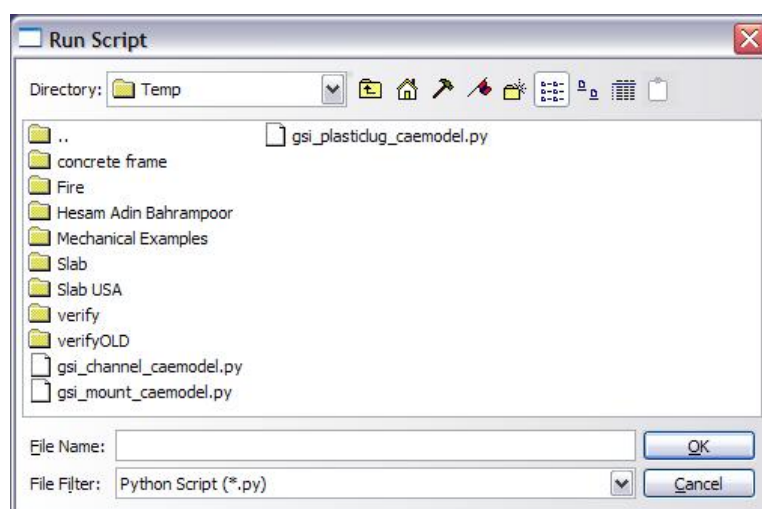 Run Script
Directory: Temp
..
concrete frame
Fire
Hesam Adin Bahrampoor
Mechanical Examples
Slab
Slab USA
verify
verifyOLD
gsi_channel_caemodel.py
gsi_mount_caemodel.py
gsi_plasticlug_caemodel.py
File Name:
OK
File Filter: Python Script (*.py)
Cancel